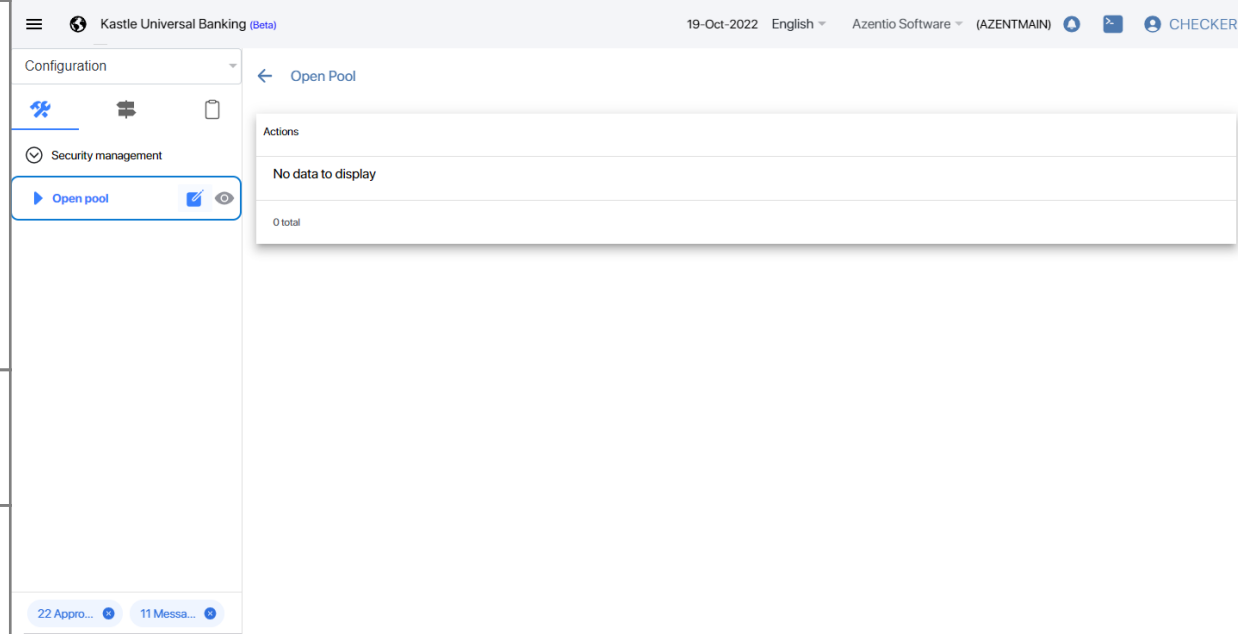 Kastle Universal Banking (Beta) 19-Oct-2022 English Azentio Software (AZENTMAIN) CHECKER
Configuration
Open Pool
Actions
Security management
No data to display
Open pool
0 total
22 Appro... 11 Messa...